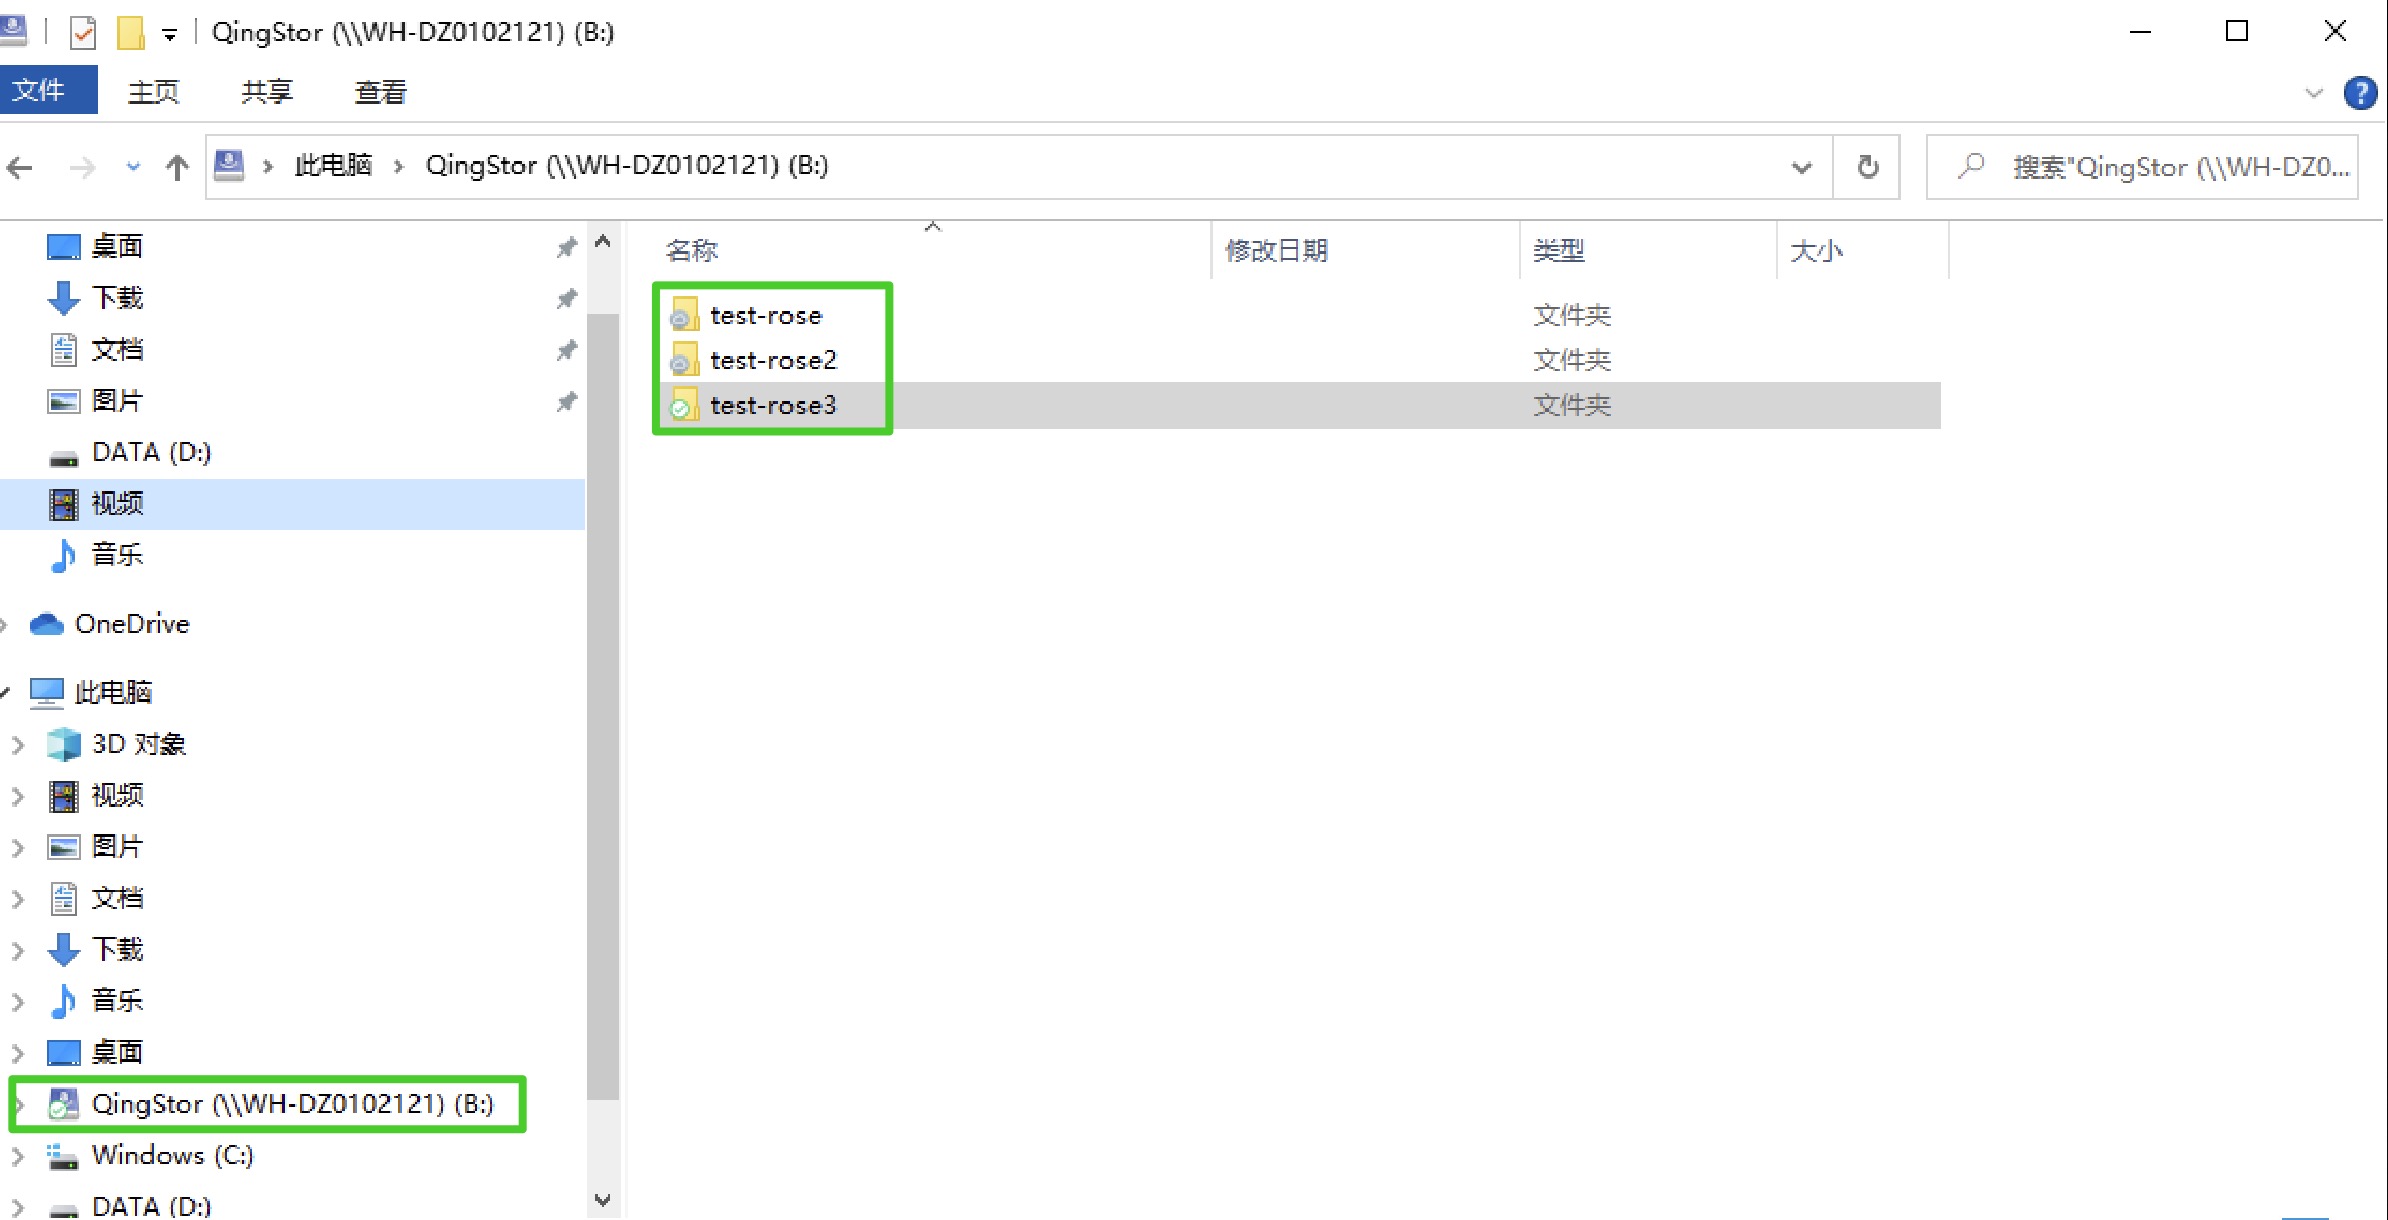 QingStor (\\WH-DZ0102121) (B:)
文件 主页 共享 查看
此电脑 QingStor (\\WH-DZ0102121) (B:)
搜索"QingStor (\\WH-DZ0...
桌面
下载
文档
图片
DATA (D:)
视频
音乐
OneDrive
此电脑
3D 对象
视频
图片
文档
下载
音乐
桌面
QingStor (\\WH-DZ0102121) (B:)
Windows (C:)
DATA (D:)
名称 修改日期 类型 大小
test-rose 文件夹
test-rose2 文件夹
test-rose3 文件夹